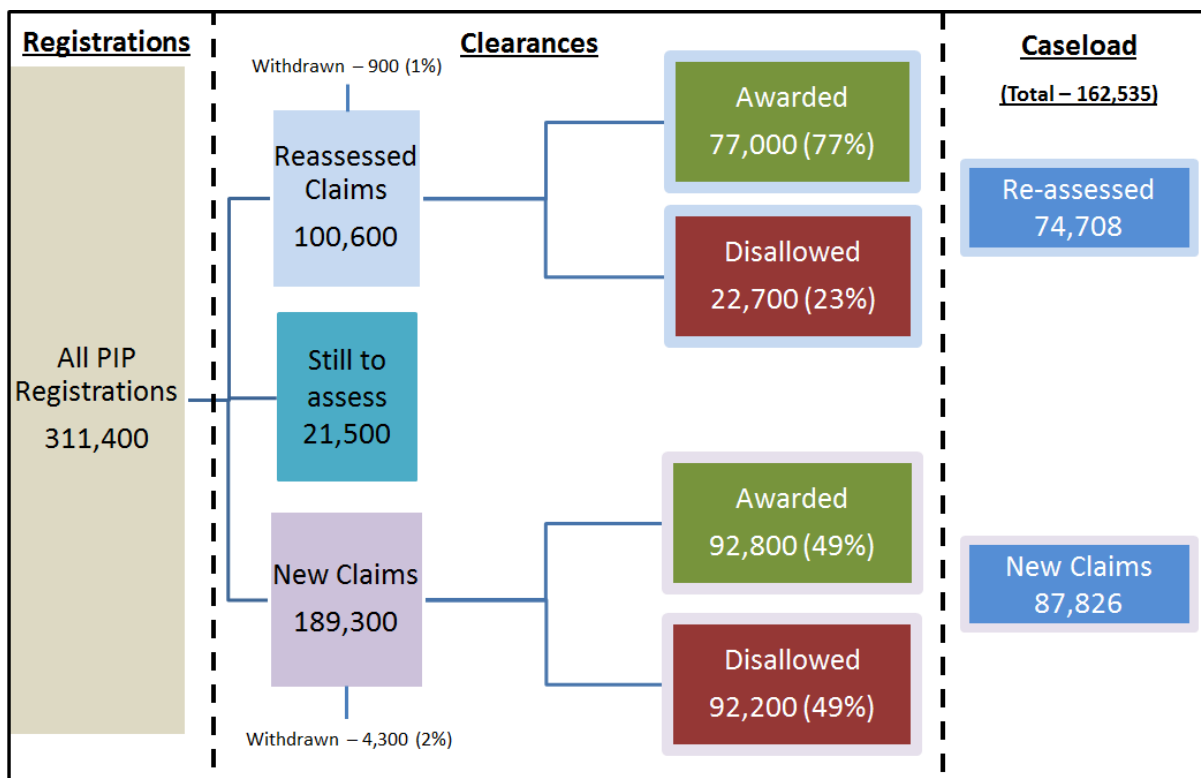 Registrations
All PIP
Registrations
311,400
Clearances
Withdrawn – 900 (1%)
Reassessed
Claims
100,600
Awarded
77,000 (77%)
Disallowed
22,700 (23%)
Still to
assess
21,500
New Claims
189,300
Withdrawn – 4,300 (2%)
Awarded
92,800 (49%)
Disallowed
92,200 (49%)
Caseload
(Total – 162,535)
Re-assessed
74,708
New Claims
87,826